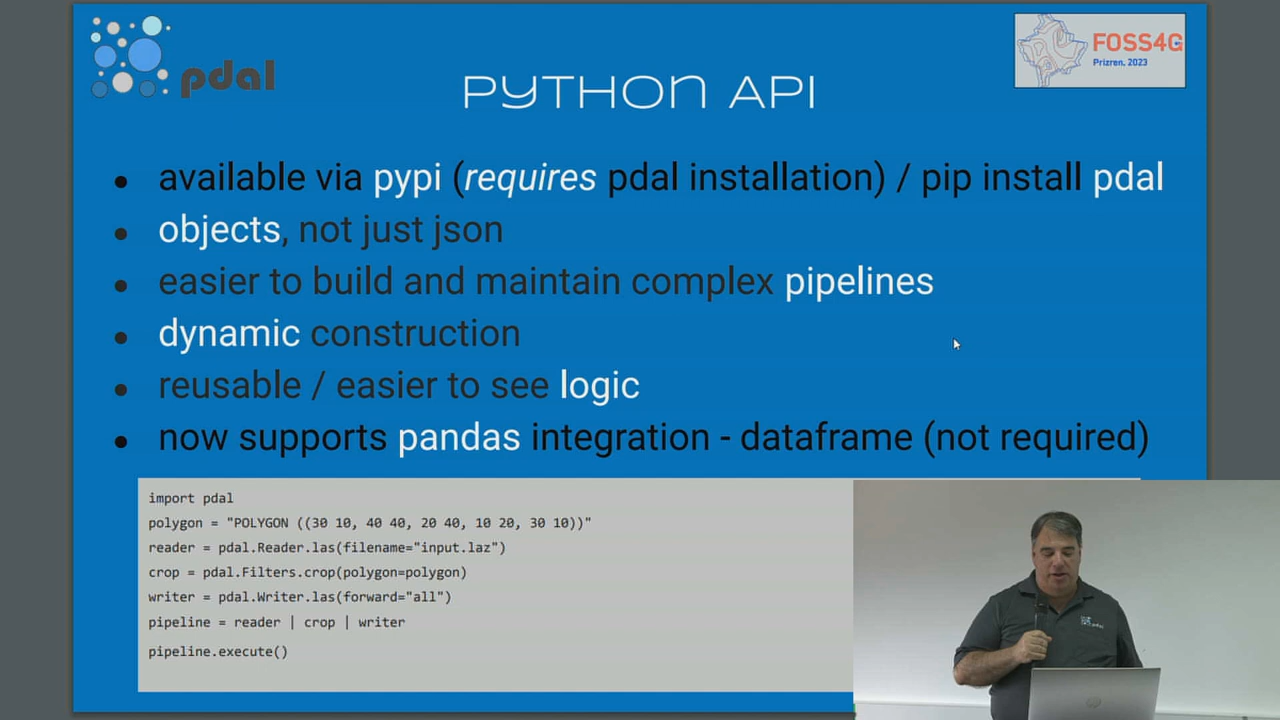 pdal
FOSS4G
Prizren, 2023
PYTHON API
available via pypi (requires pdal installation) / pip install pdal
objects, not just json
easier to build and maintain complex pipelines
dynamic construction
reusable / easier to see logic
now supports pandas integration - dataframe (not required)
import pdal
polygon = "POLYGON ((30 10, 40 40, 20 40, 10 20, 30 10))"
reader = pdal.Reader.las(filename="input.laz")
crop = pdal.Filters.crop(polygon=polygon)
writer = pdal.Writer.las(forward="all")
pipeline = reader | crop | writer
pipeline.execute()
pdal